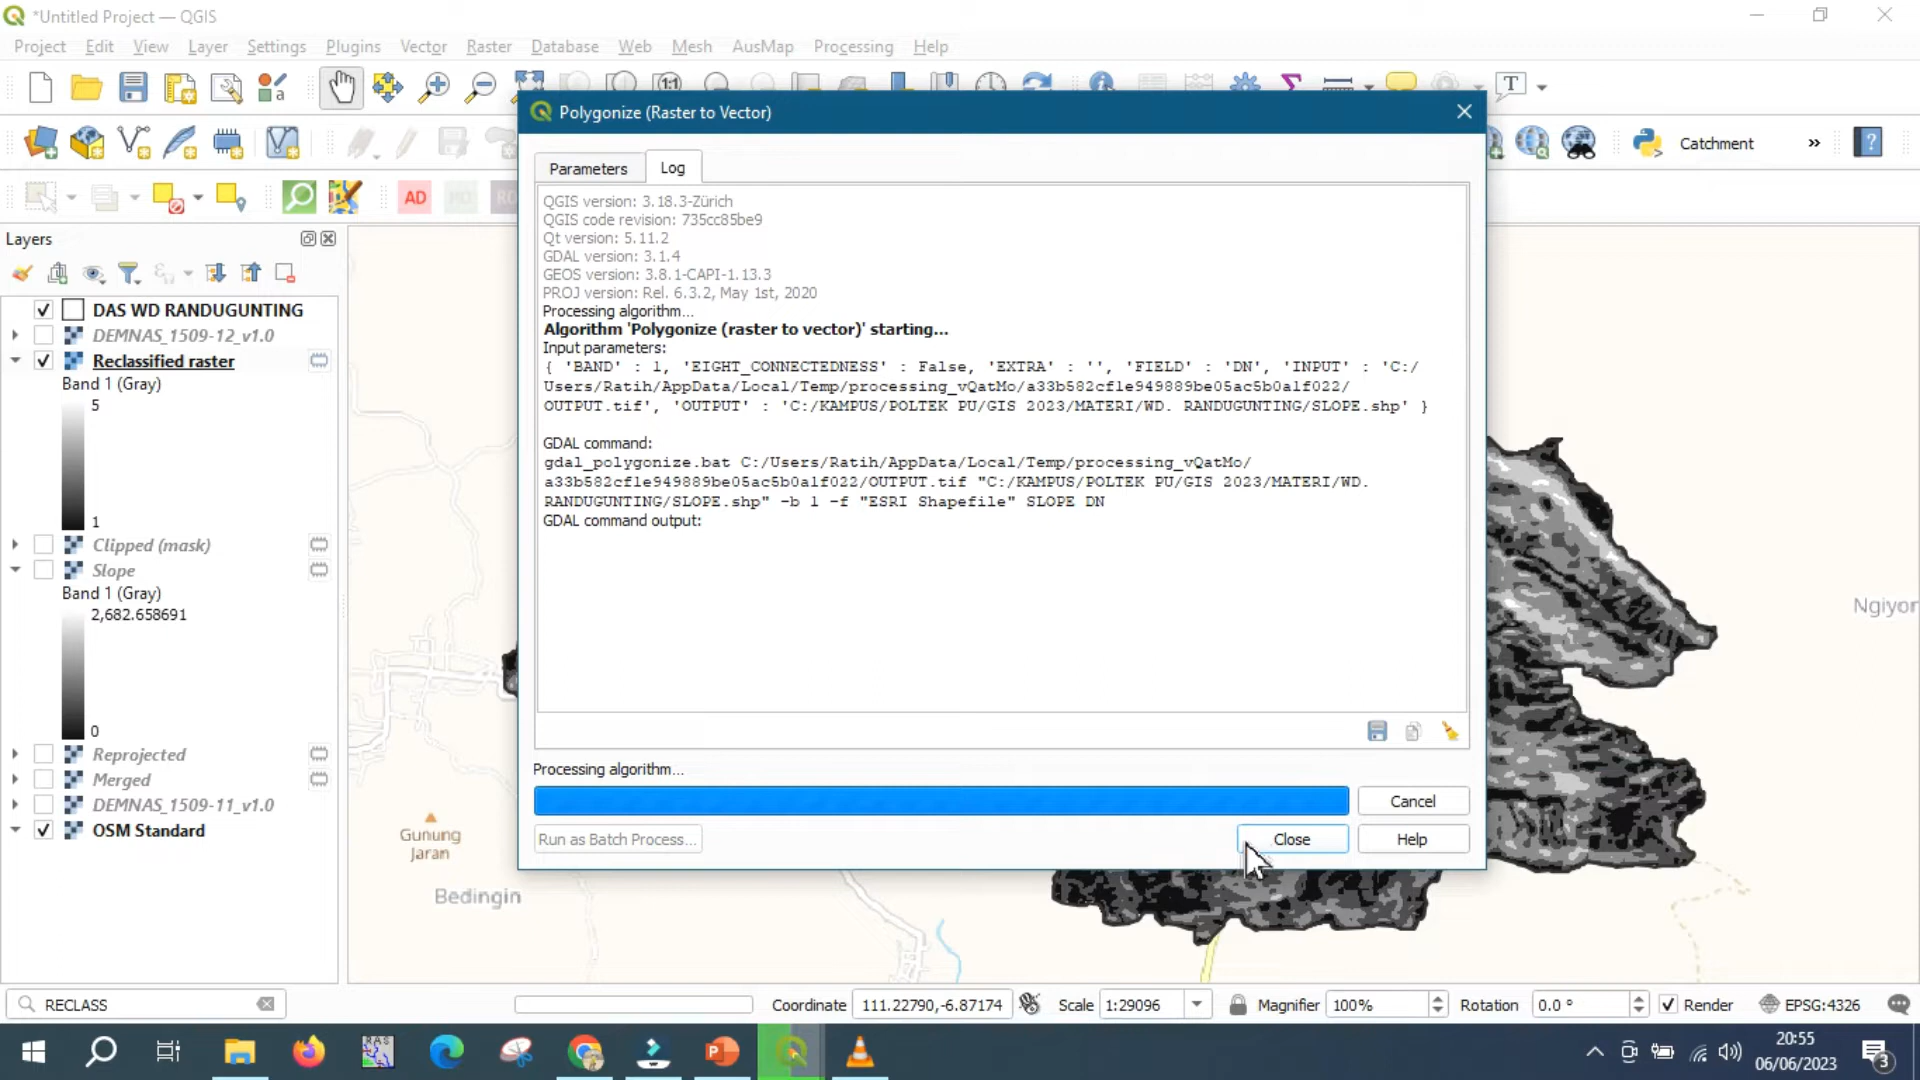 *Untitled Project — QGIS
Project Edit View Layer Settings Plugins Vector Raster Database Web Mesh AusMap Processing Help
Polygonize (Raster to Vector)
Catchment
Parameters
Log
AD
Layers
QGIS version: 3.18.3-Zürich
QGIS code revision: 735cc85be9
Qt version: 5.11.2
GDAL version: 3.1.4
GEOS version: 3.8.1-CAPI-1.13.3
PROJ version: Rel. 6.3.2, May 1st, 2020
Processing algorithm…
Algorithm 'Polygonize (raster to vector)' starting…
Input parameters:
{ 'BAND' : 1, 'EIGHT_CONNECTEDNESS' : False, 'EXTRA' : '', 'FIELD' : 'DN', 'INPUT' : 'C:/
Users/Ratih/AppData/Local/Temp/processing_vQatMo/a33b582cf1e949889be05ac5b0a1f022/
OUTPUT.tif', 'OUTPUT' : 'C:/KAMPUS/POLTEK PU/GIS 2023/MATERI/WD. RANDUGUNTING/SLOPE.shp' }
GDAL command:
gdal_polygonize.bat C:/Users/Ratih/AppData/Local/Temp/processing_vQatMo/
a33b582cf1e949889be05ac5b0a1f022/OUTPUT.tif "C:/KAMPUS/POLTEK PU/GIS 2023/MATERI/WD.
RANDUGUNTING/SLOPE.shp" -b 1 -f "ESRI Shapefile" SLOPE DN
GDAL command output:
DAS WD RANDUGUNTING
DEMNAS_1509-12_v1.0
Reclassified raster
Band 1 (Gray)
5
1
Clipped (mask)
Slope
Band 1 (Gray)
2,682.658691
0
Reprojected
Merged
DEMNAS_1509-11_v1.0
OSM Standard
Processing algorithm…
Cancel
Run as Batch Process…
Close
Help
Gunung
Jaran
Bedingin
RECLASS
Coordinate 111.22790,-6.87174 Scale 1:29096 Magnifier 100% Rotation 0.0 ° Render EPSG:4326
RAS
20:55
06/06/2023
3